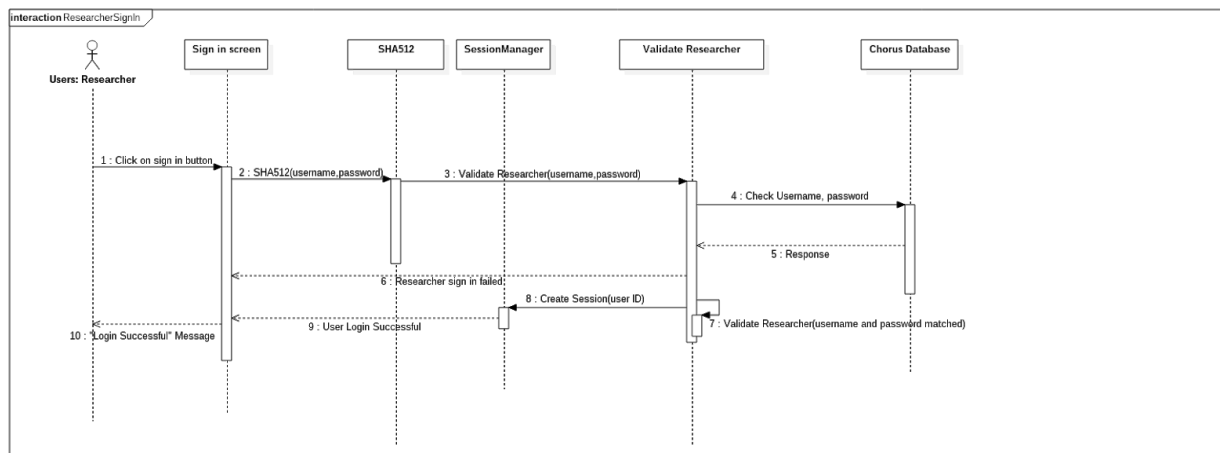 interaction ResearcherSignIn
Sign in screen
SHA512
SessionManager
Validate Researcher
Chorus Database
Users: Researcher
1 : Click on sign in button
2 : SHA512(username,password)
3 : Validate Researcher(username,password)
4 : Check Username, password
5 : Response
6 : Researcher sign in failed
8 : Create Session(user ID)
9 : User Login Successful
7 : Validate Researcher(username and password matched)
10 : "Login Successful" Message